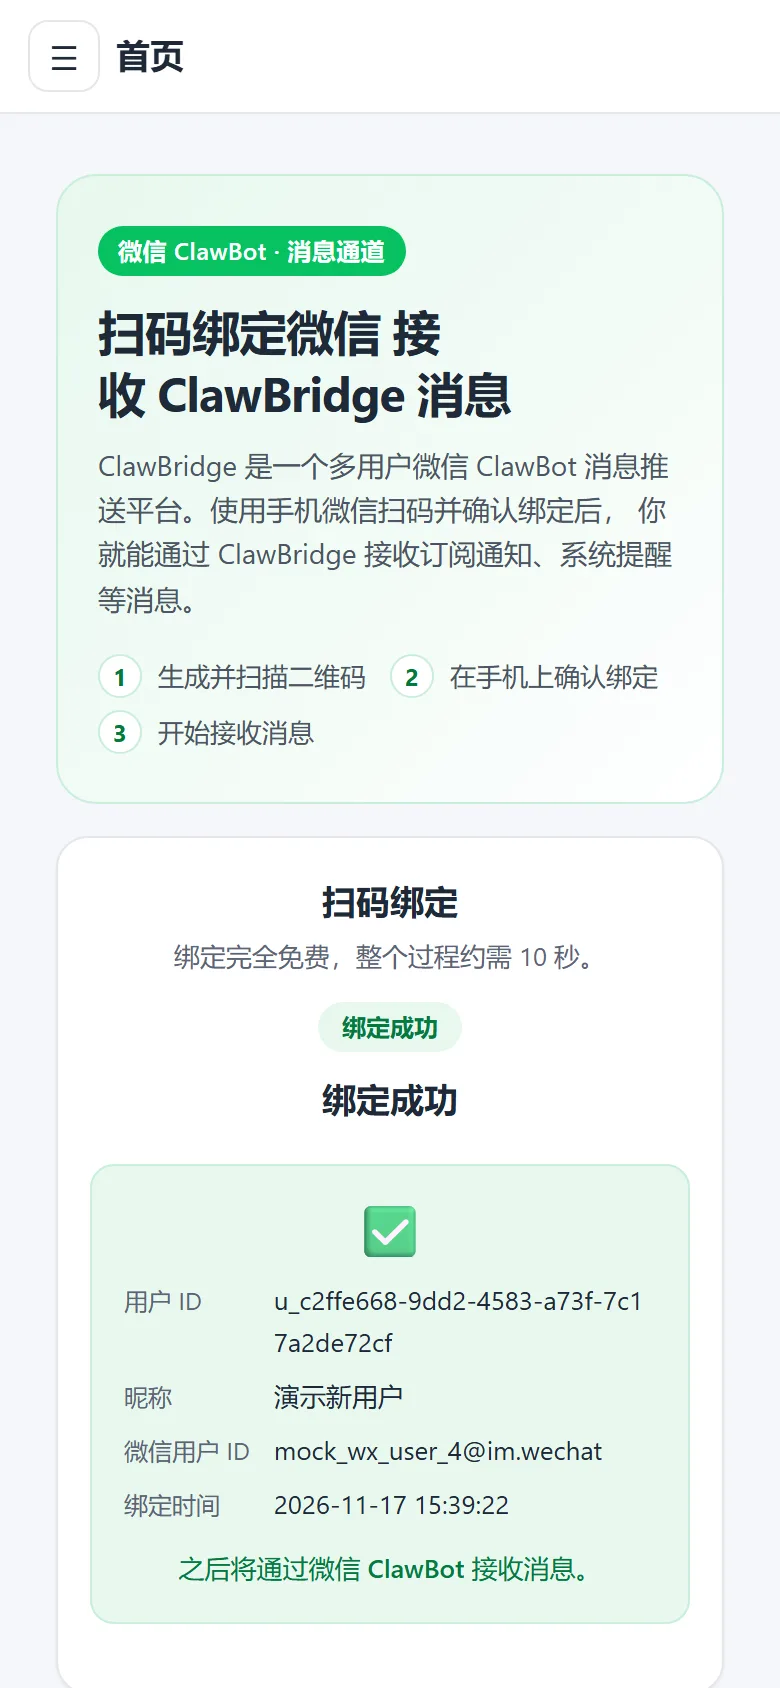 首页
微信 ClawBot · 消息通道
扫码绑定微信 接
收 ClawBridge 消息
ClawBridge 是一个多用户微信 ClawBot 消息推
送平台。使用手机微信扫码并确认绑定后， 你
就能通过 ClawBridge 接收订阅通知、系统提醒
等消息。
1 生成并扫描二维码 2 在手机上确认绑定
3 开始接收消息
扫码绑定
绑定完全免费，整个过程约需 10 秒。
绑定成功
绑定成功
用户 ID u_c2ffe668-9dd2-4583-a73f-7c1
7a2de72cf
昵称 演示新用户
微信用户 ID mock_wx_user_4@im.wechat
绑定时间 2026-11-17 15:39:22
之后将通过微信 ClawBot 接收消息。